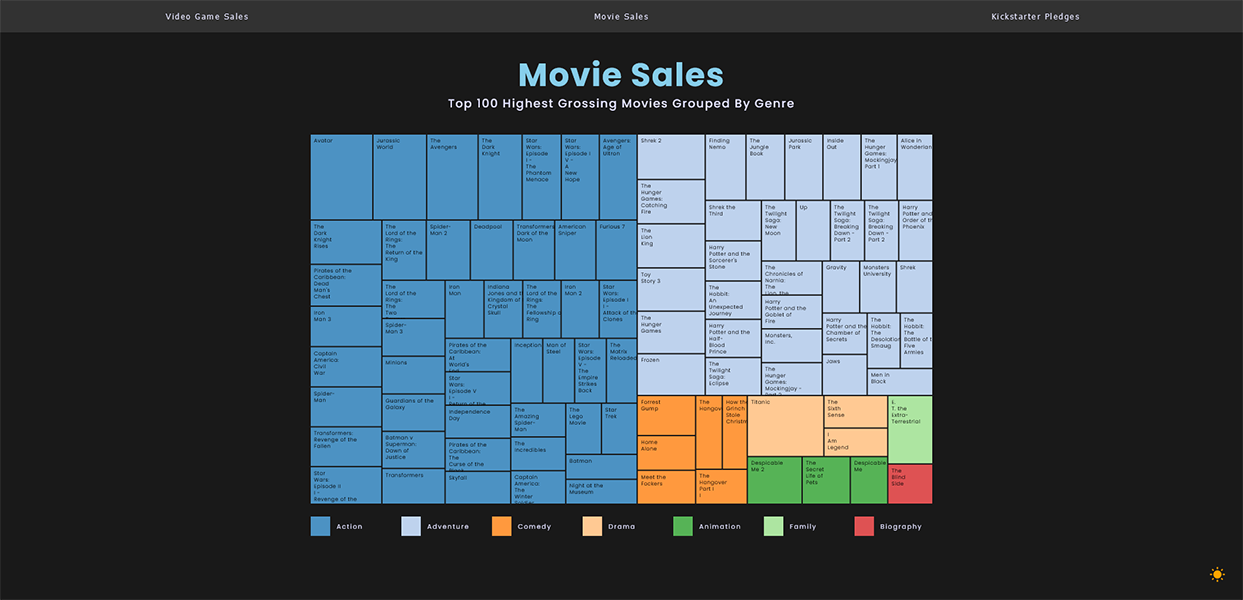 Video Game Sales
Movie Sales
Kickstarter Pledges
Movie Sales
Top 100 Highest Grossing Movies Grouped By Genre
Avatar
Jurassic
World
The
Avengers
The
Dark
Knight
Star
Wars:
Episode
I -
The
Phantom
Menace
Star
Wars:
Episode I
V -
A
New
Hope
Avengers:
Age of
Ultron
The
Dark
Knight
Rises
Pirates of the
Caribbean:
Dead
Man's
Chest
Iron
Man 3
Captain
America:
Civil
War
Spider-
Man
Transformers:
Revenge of the
Fallen
Star
Wars:
Episode II
I -
Revenge of the
The
Lord of the
Rings:
The
Return of the
King
Spider-
Man 2
Deadpool
Transformers
Dark of the
Moon
American
Sniper
Furious 7
The
Lord of the
Rings:
The
Two
Spider-
Man 3
Minions
Guardians of the
Galaxy
Batman v
Superman:
Dawn of
Justice
Transformers
Iron
Man
Indiana
Jones and t
Kingdom of
Crystal
Skull
The
Lord of the
Rings:
The
Fellowship o
Ring
Iron
Man 2
Star
Wars:
Episode I
I -
Attack of th
Clones
Pirates of the
Caribbean:
At
World's
Star
Wars:
Episode V
I -
Return of the
Independence
Day
Pirates of the
Caribbean:
The
Curse of the
Skyfall
Inception
Man of
Steel
Star
Wars:
Episode
V -
The
Empire
Strikes
Back
The
Matrix
Reloaded
The
Amazing
Spider-
Man
The
Incredibles
Captain
America:
The
Winter
The
Lego
Movie
Star
Trek
Batman
Night at the
Museum
Shrek 2
The
Hunger
Games:
Catching
Fire
The
Lion
King
Toy
Story 3
The
Hunger
Games
Frozen
Finding
Nemo
The
Jungle
Book
Jurassic
Park
Inside
Out
The
Hunger
Games:
Mockingjay
Part 1
Alice in
Wonderlan
Shrek the
Third
Harry
Potter and the
Sorcerer's
Stone
The
Hobbit:
An
Unexpected
Journey
Harry
Potter and the
Half-
Blood
Prince
The
Twilight
Saga:
Eclipse
The
Twilight
Saga:
New
Moon
Up
The
Twilight
Saga:
Breaking
Dawn -
Part 2
The
Twilight
Saga:
Breaking
Dawn -
Part 2
Harry
Potter and
Order of th
Phoenix
The
Chronicles of
Narnia:
The
Harry
Potter and the
Goblet of
Fire
Monsters,
Inc.
The
Hunger
Games:
Mockingjay -
Gravity
Monsters
University
Shrek
Harry
Potter and the
Chamber of
Secrets
Jaws
The
Hobbit:
The
Desolation
Smaug
The
Hobbit:
The
Battle of t
Five
Armies
Men in
Black
Forrest
Gump
Home
Alone
Meet the
Fockers
The
Hangov
How th
Grinch
Stole
Christm
The
Hangover
Part I
I
Titanic
The
Sixth
Sense
I
Am
Legend
Despicable
Me 2
The
Secret
Life of
Pets
Despicable
Me
E.
T. the
Extra-
Terrestrial
The
Blind
Side
Action
Adventure
Comedy
Drama
Animation
Family
Biography